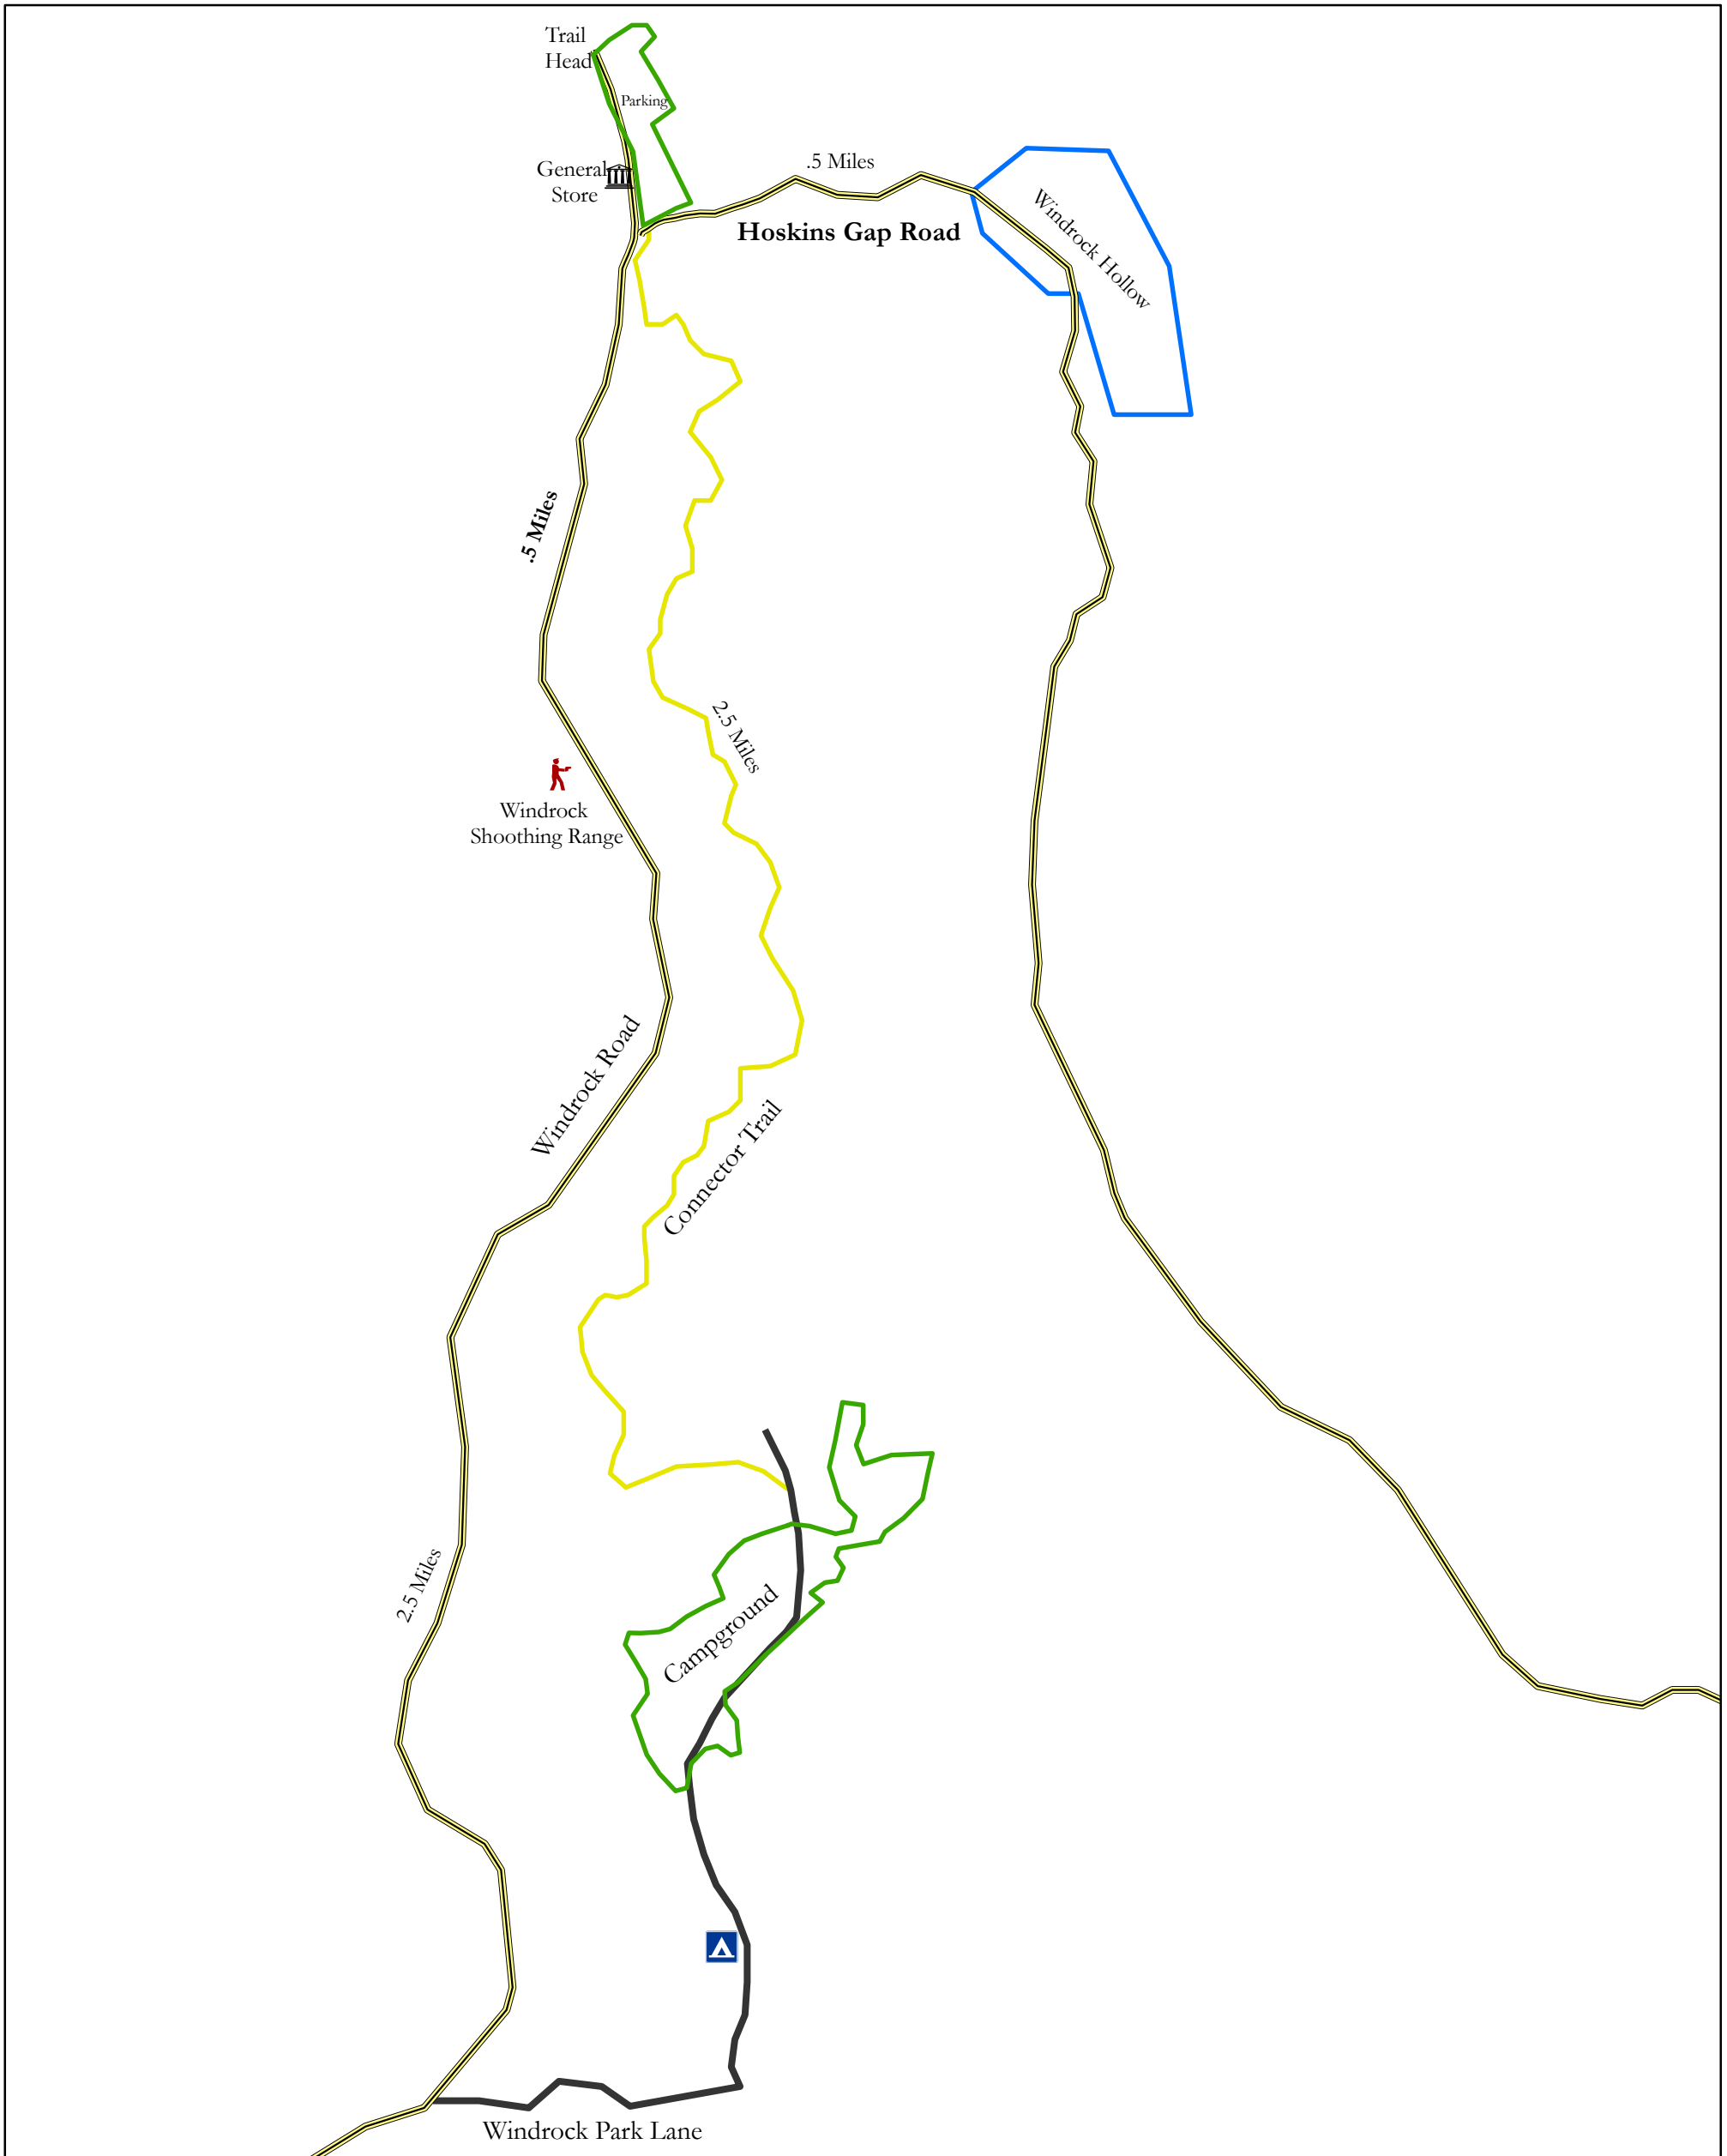 Trail
Head
Parking
.5 Miles
General
Store
Windrock Hollow
Hoskins Gap Road
.5 Miles
2.5 Miles
Windrock
Shoothing Range
Windrock Road
Connector Trail
2.5 Miles
Campground
Windrock Park Lane